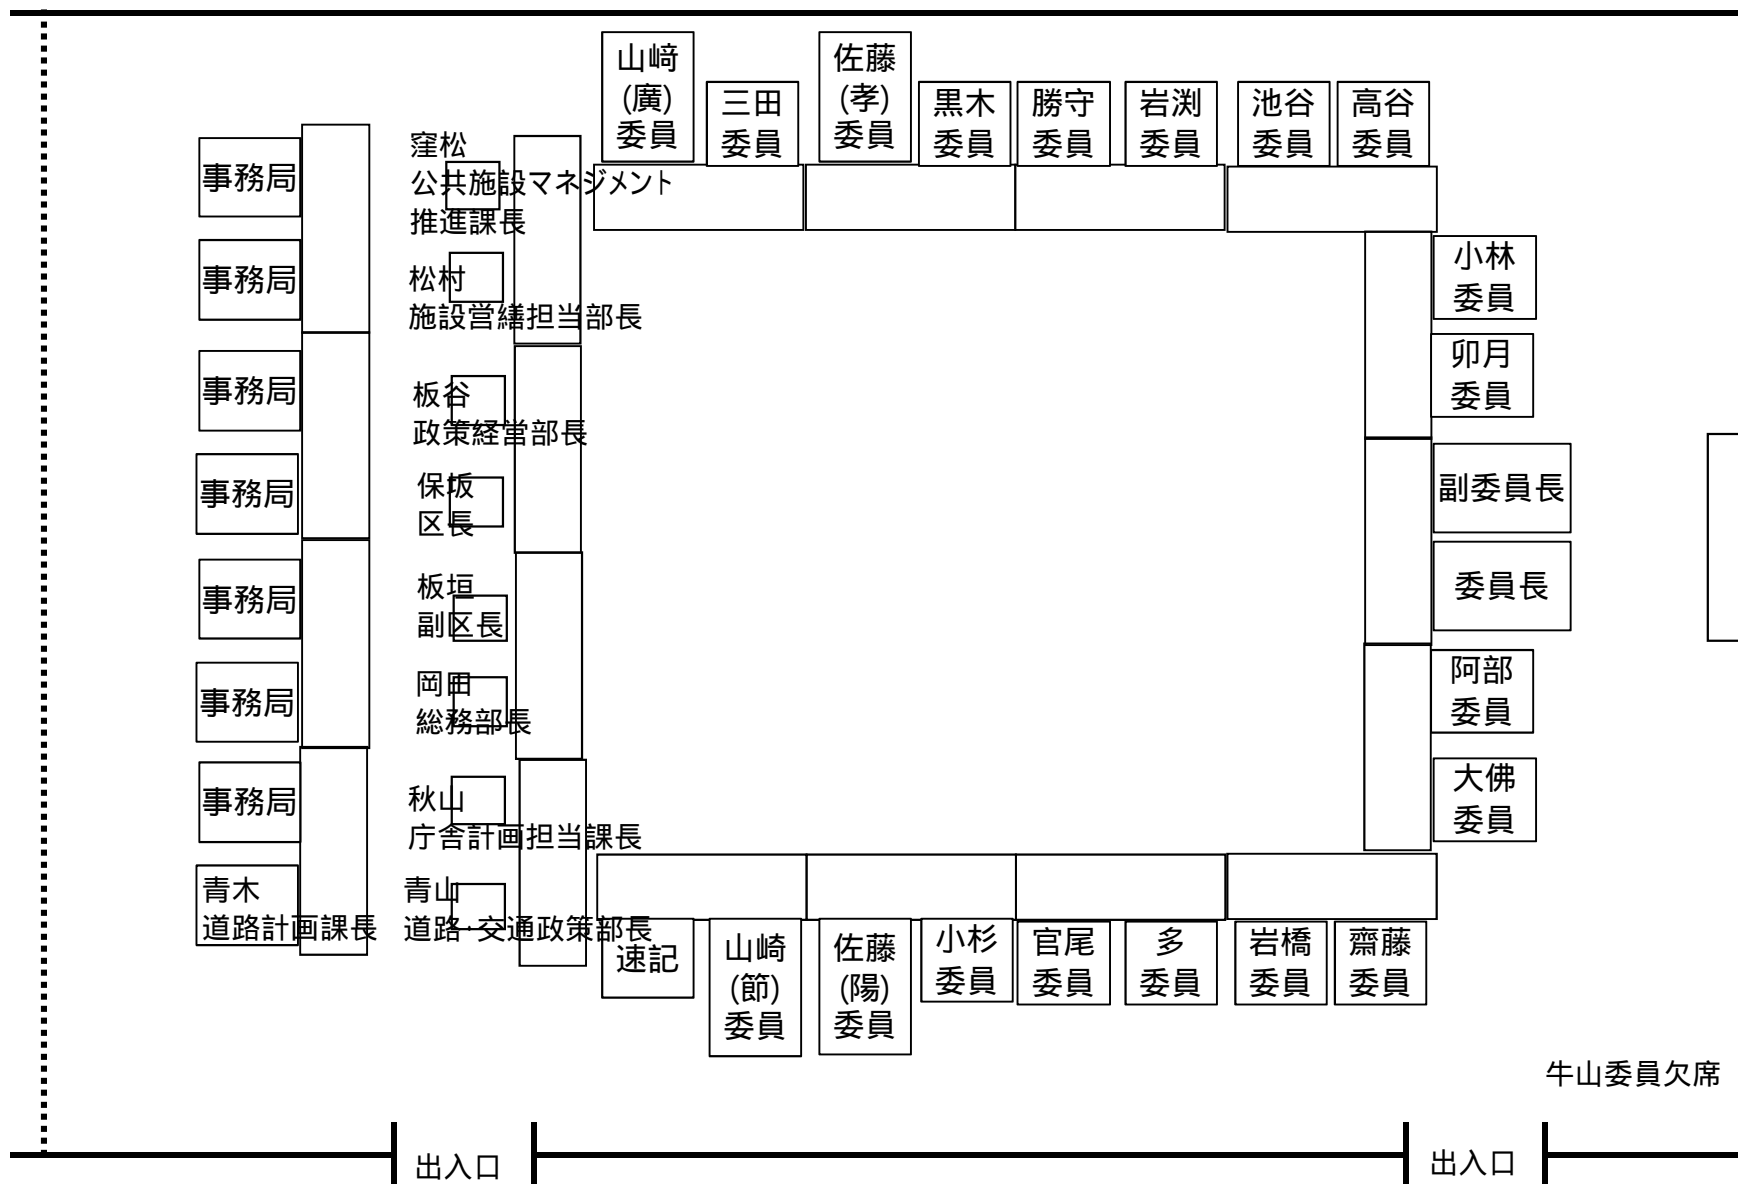 山﨑
(廣)
委員
三田
委員
佐藤
(孝)
委員
黒木
委員
勝守
委員
岩渕
委員
池谷
委員
高谷
委員
事務局
事務局
事務局
事務局
事務局
事務局
事務局
青木
道路計画課長
窪松
公共施設マネジメント
推進課長
松村
施設営繕担当部長
板谷
政策経営部長
保坂
区長
板垣
副区長
岡田
総務部長
秋山
庁舎計画担当課長
青山
道路・交通政策部長
小林
委員
卯月
委員
副委員長
委員長
阿部
委員
大佛
委員
速記
山崎
(節)
委員
佐藤
(陽)
委員
小杉
委員
官尾
委員
多
委員
岩橋
委員
齋藤
委員
牛山委員欠席
出入口
出入口